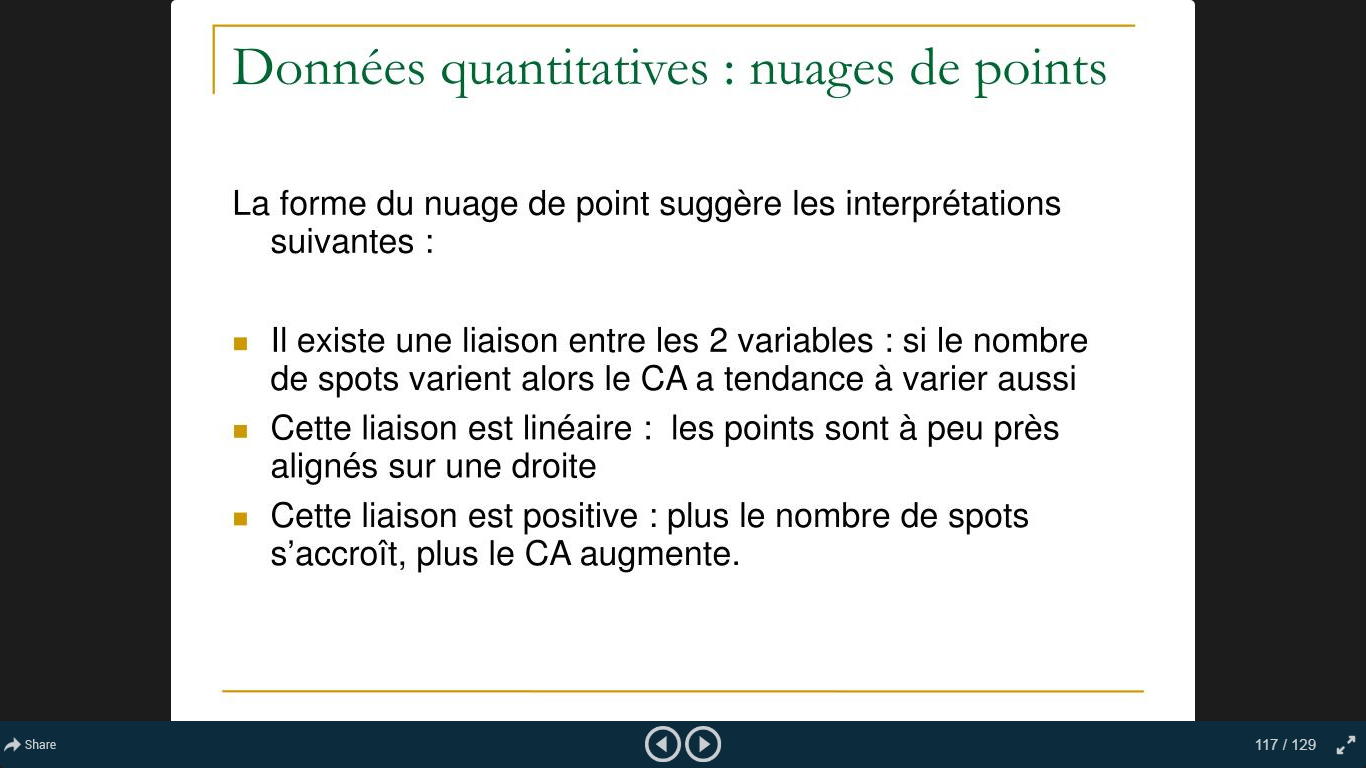 Données quantitatives : nuages de points
La forme du nuage de point suggère les interprétations
suivantes :
Il existe une liaison entre les 2 variables : si le nombre
de spots varient alors le CA a tendance à varier aussi
Cette liaison est linéaire : les points sont à peu près
alignés sur une droite
Cette liaison est positive : plus le nombre de spots
s'accroît, plus le CA augmente.
Share
117 / 129